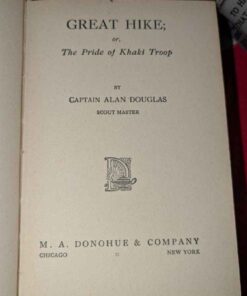 GREAT HIKE;
or,
The Pride of Khaki Troop
BY
CAPTAIN ALAN DOUGLAS
SCOUT MASTER
M. A. DONOHUE & COMPANY
CHICAGO NEW YORK